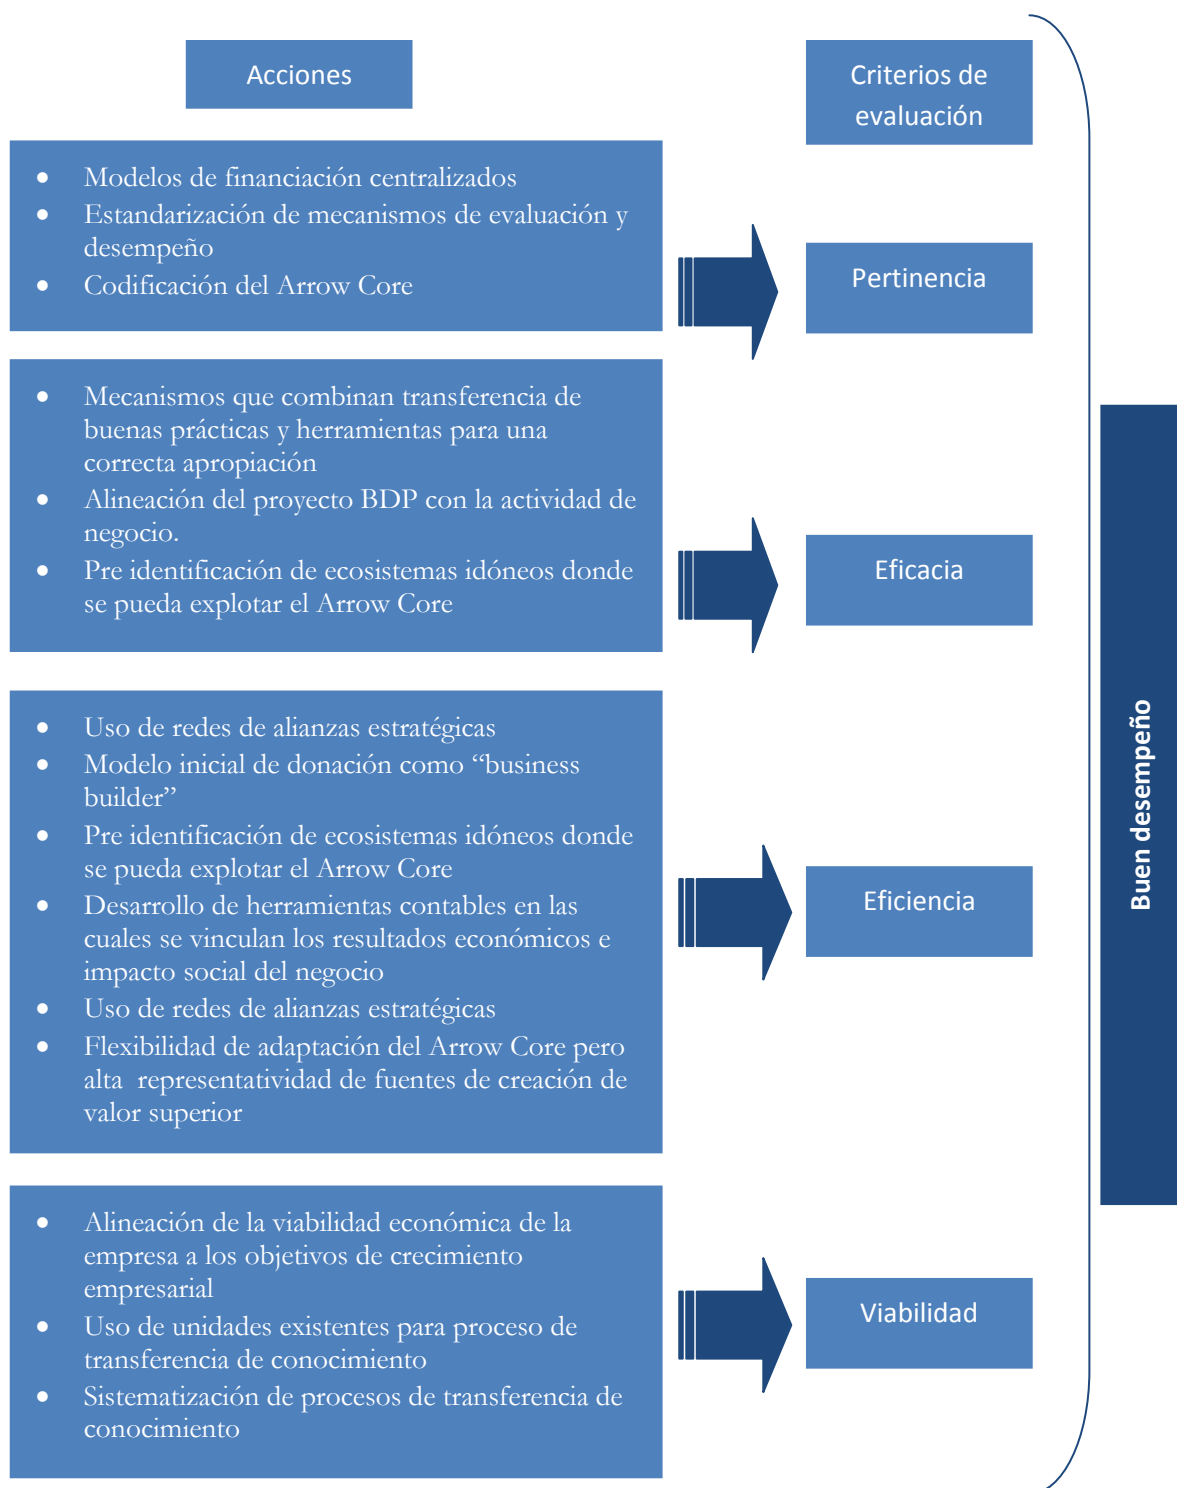 Acciones
Criterios de
evaluación
• Modelos de financiación centralizados
• Estandarización de mecanismos de evaluación y
desempeño
• Codificación del Arrow Core
Pertinencia
• Mecanismos que combinan transferencia de
buenas prácticas y herramientas para una
correcta apropiación
• Alineación del proyecto BDP con la actividad de
negocio.
• Pre identificación de ecosistemas idóneos donde
se pueda explotar el Arrow Core
Eficacia
• Uso de redes de alianzas estratégicas
• Modelo inicial de donación como “business
builder”
• Pre identificación de ecosistemas idóneos donde
se pueda explotar el Arrow Core
• Desarrollo de herramientas contables en las
cuales se vinculan los resultados económicos e
impacto social del negocio
• Uso de redes de alianzas estratégicas
• Flexibilidad de adaptación del Arrow Core pero
alta  representatividad de fuentes de creación de
valor superior
Eficiencia
• Alineación de la viabilidad económica de la
empresa a los objetivos de crecimiento
empresarial
• Uso de unidades existentes para proceso de
transferencia de conocimiento
• Sistematización de procesos de transferencia de
conocimiento
Viabilidad
Buen desempeño